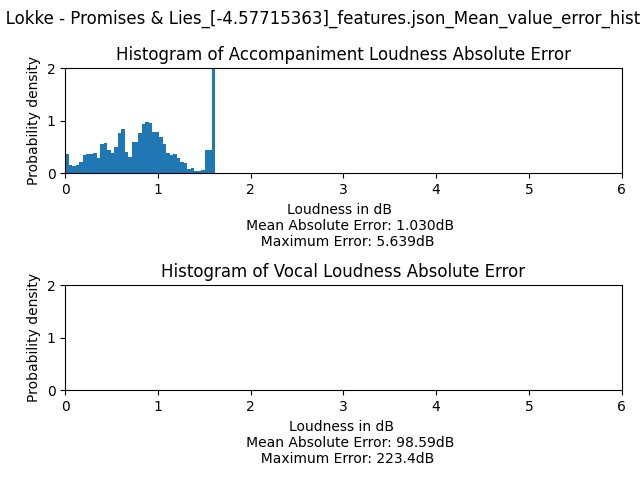 Lokke - Promises & Lies_[-4.57715363]_features.json_Mean_value_error_hist
Histogram of Accompaniment Loudness Absolute Error
Probability density
2
1
0
0 1 2 3 4 5 6
Loudness in dB
Mean Absolute Error: 1.030dB
Maximum Error: 5.639dB
Histogram of Vocal Loudness Absolute Error
Probability density
2
1
0
0 1 2 3 4 5 6
Loudness in dB
Mean Absolute Error: 98.59dB
Maximum Error: 223.4dB